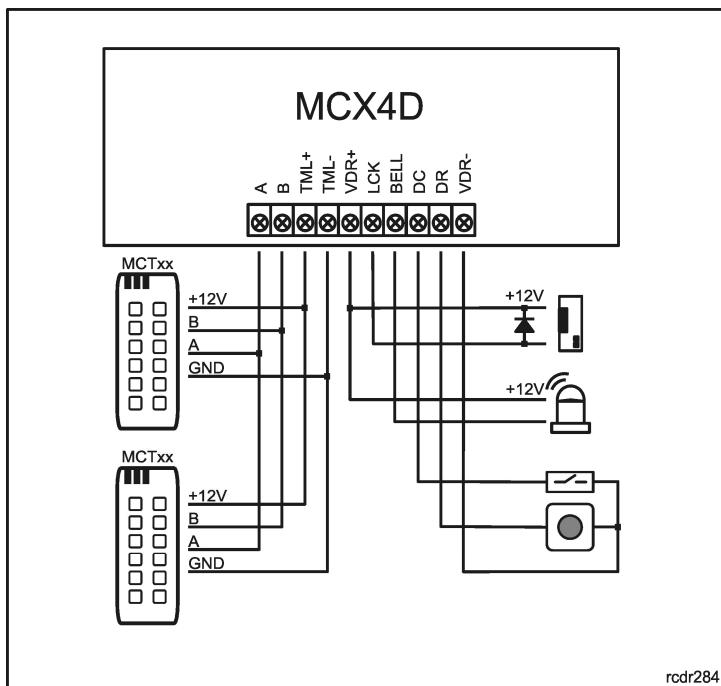 MCX4D
A
B
TML+
TML-
VDR+
LCK
BELL
DC
DR
VDR-
MCTxx
+12V
B
A
GND
+12V
+12V
MCTxx
+12V
B
A
GND
rcdr284